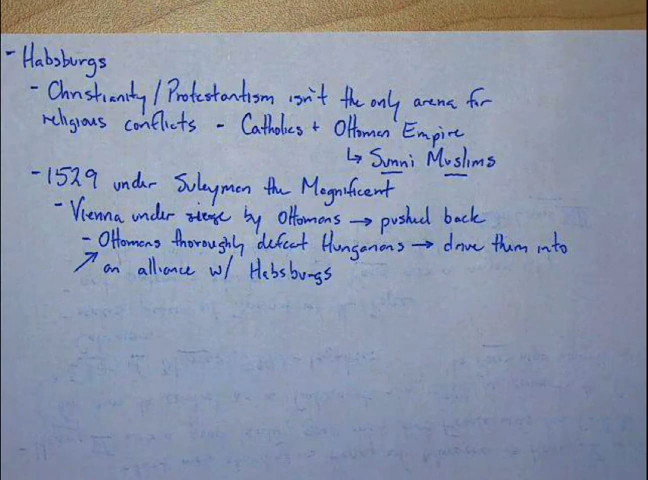 - Habsburgs
- Christianity/Protestantism isn't the only arena for
religious conflicts - Catholics + Ottoman Empire
↳ Sunni Muslims
- 1529 under Suleyman the Magnificent
- Vienna under siege by Ottomans → pushed back
- Ottomans thoroughly defeat Hungarians → drive them into
an alliance w/ Habsburgs